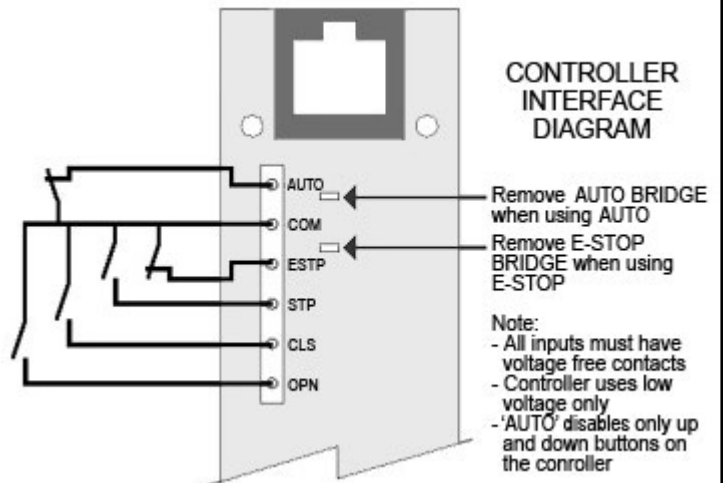 CONTROLLER
INTERFACE
DIAGRAM
AUTO
COM
ESTP
STP
CLS
OPN
Remove AUTO BRIDGE
when using AUTO
Remove E-STOP
BRIDGE when using
E-STOP
Note:
- All inputs must have
voltage free contacts
- Controller uses low
voltage only
- 'AUTO' disables only up
and down buttons on
the conroller